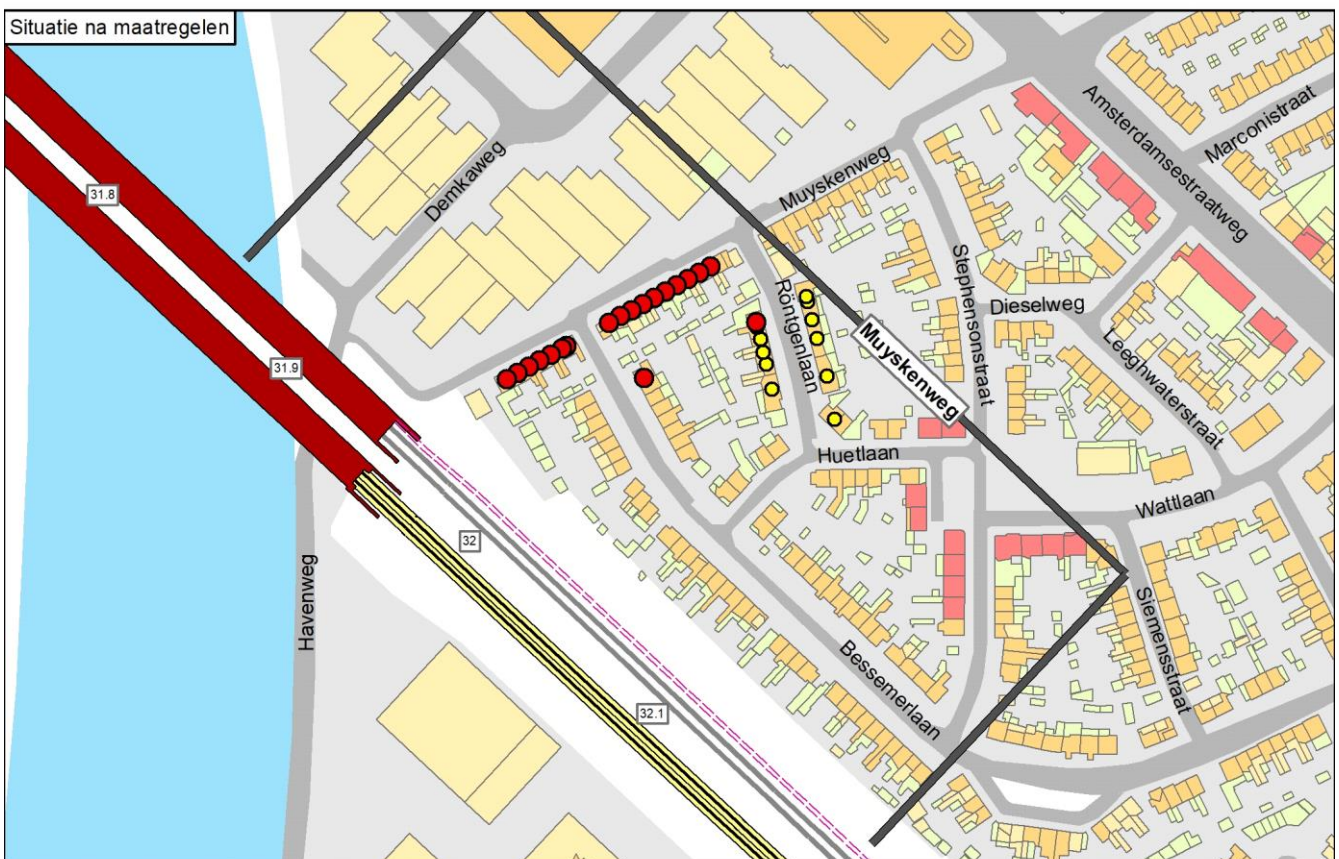 Situatie na maatregelen
Amsterdamsestraatweg
Marconistraat
31.8
Demkaweg
Muyskenweg
Stephensonstraat
Röntgenlaan
Dieselweg
Leeghwaterstraat
Muyskenweg
31.9
Huetlaan
Wattlaan
32
Havenweg
Siemensstraat
Bessemerlaan
32.1